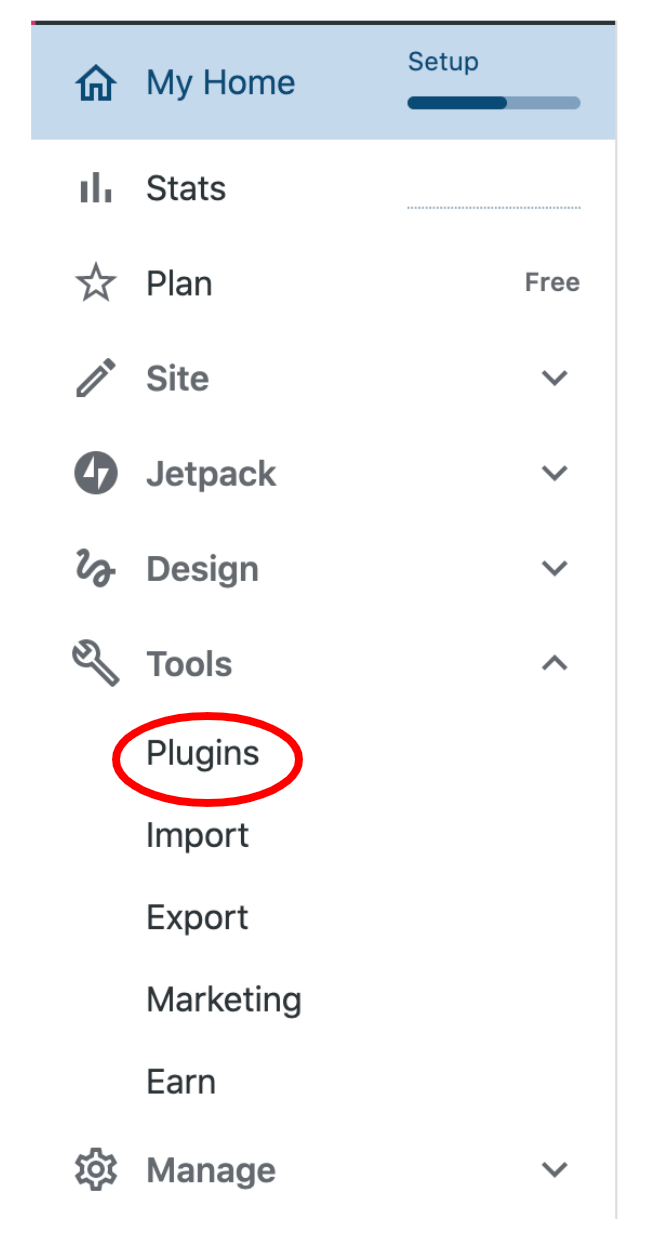 My Home
Setup
Stats
Plan
Free
Site
Jetpack
Design
Tools
Plugins
Import
Export
Marketing
Earn
Manage